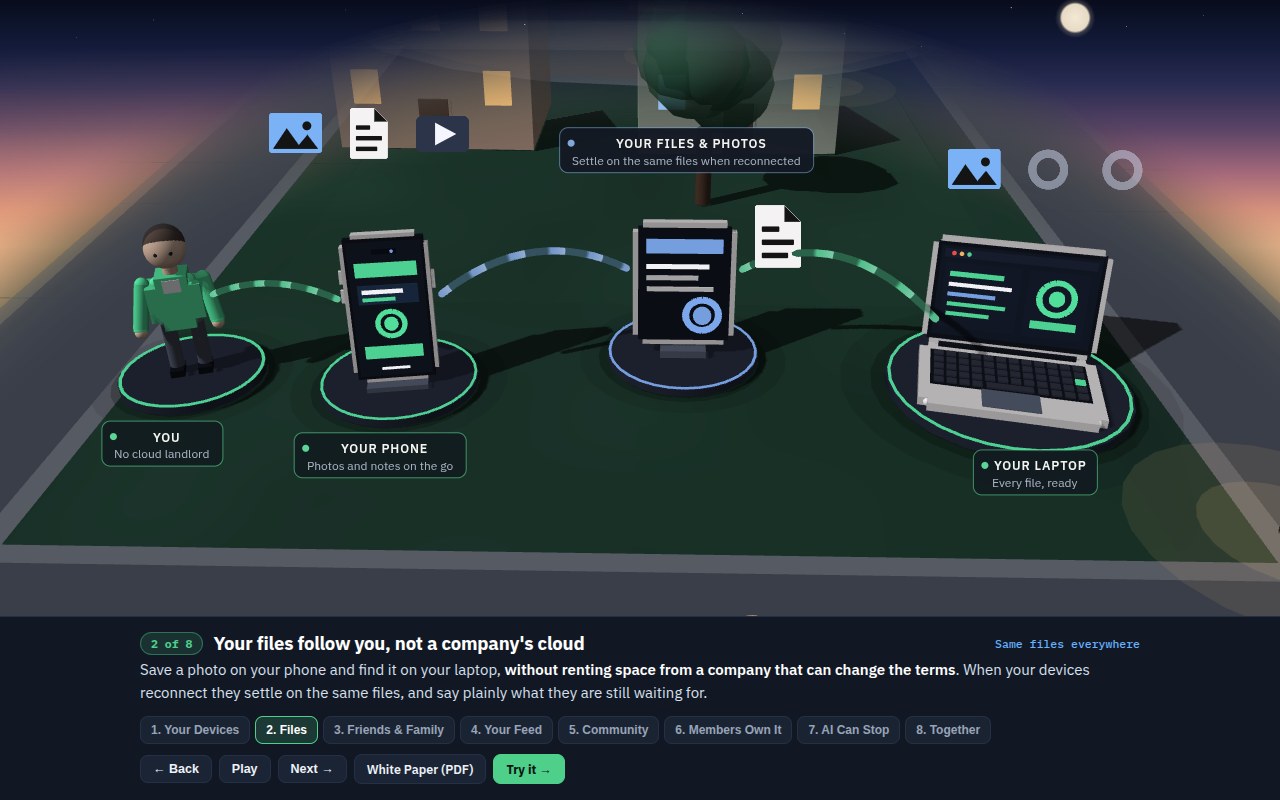 YOUR FILES & PHOTOS
Settle on the same files when reconnected
YOU
No cloud landlord
YOUR PHONE
Photos and notes on the go
YOUR LAPTOP
Every file, ready
2 of 8
Your files follow you, not a company's cloud
Same files everywhere
Save a photo on your phone and find it on your laptop, without renting space from a company that can change the terms. When your devices
reconnect they settle on the same files, and say plainly what they are still waiting for.
1. Your Devices
2. Files
3. Friends & Family
4. Your Feed
5. Community
6. Members Own It
7. AI Can Stop
8. Together
← Back
Play
Next →
White Paper (PDF)
Try it →